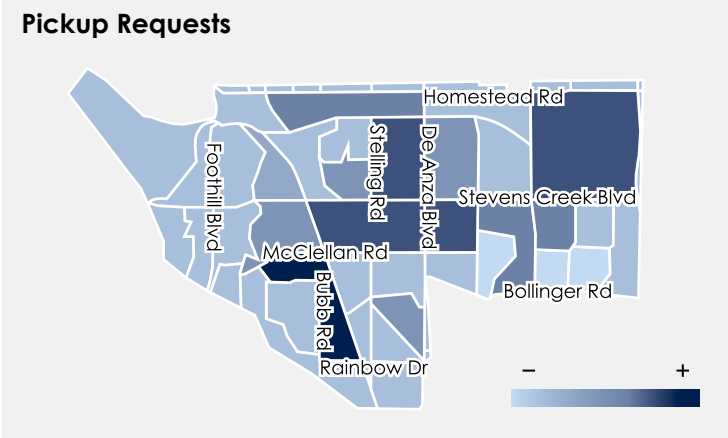 Pickup Requests
Homestead Rd
Stelling Rd
De Anza Blvd
Foothill Blvd
Stevens Creek Blvd
McClellan Rd
Bubb Rd
Bollinger Rd
Rainbow Dr
− +